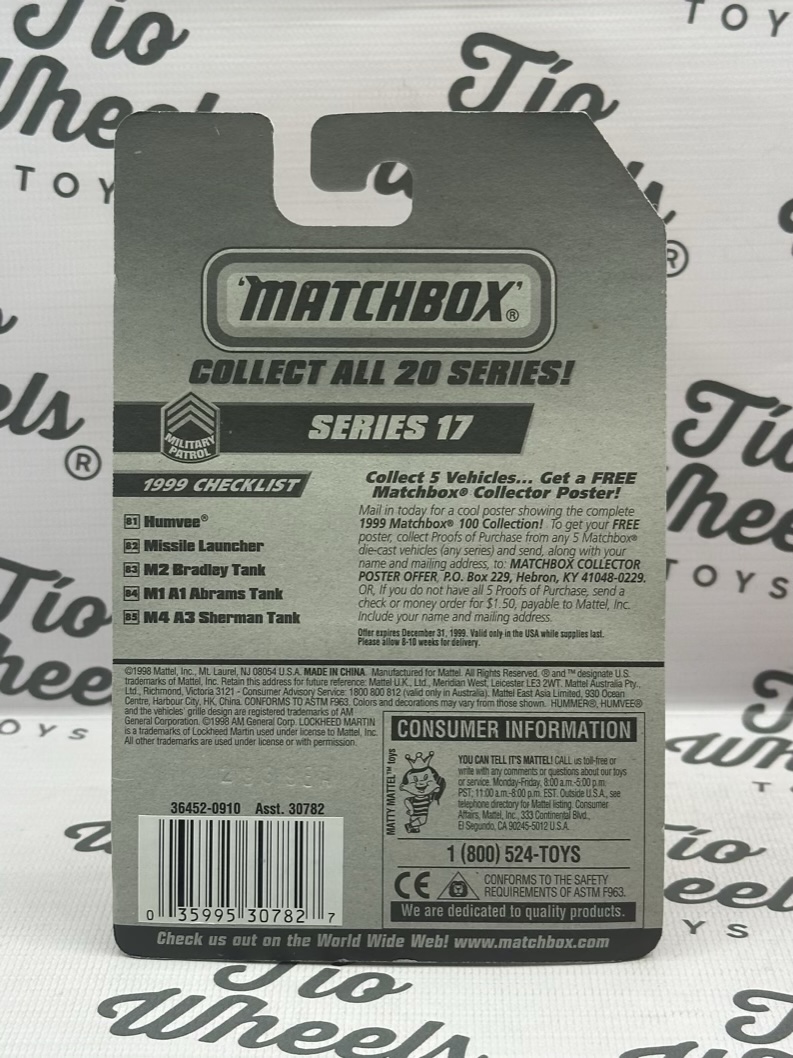 Tio
Wheels
TOYS
TOYS
Tio
Wheels
®
'MATCHBOX'®
COLLECT ALL 20 SERIES!
MILITARY
PATROL
SERIES 17
1999 CHECKLIST
81 Humvee®
82 Missile Launcher
83 M2 Bradley Tank
84 M1 A1 Abrams Tank
85 M4 A3 Sherman Tank
Collect 5 Vehicles... Get a FREE
Matchbox® Collector Poster!
Mail in today for a cool poster showing the complete
1999 Matchbox® 100 Collection! To get your FREE
poster, collect Proofs of Purchase from any 5 Matchbox®
die-cast vehicles (any series) and send, along with your
name and mailing address, to: MATCHBOX COLLECTOR
POSTER OFFER, P.O. Box 229, Hebron, KY 41048-0229.
OR, If you do not have all 5 Proofs of Purchase, send a
check or money order for $1.50, payable to Mattel, Inc.
Include your name and mailing address.
Offer expires December 31, 1999. Valid only in the USA while supplies last.
Please allow 8-10 weeks for delivery.
©1998 Mattel, Inc., Mt. Laurel, NJ 08054 U.S.A. MADE IN CHINA. Manufactured for Mattel. All Rights Reserved. ® and ™ designate U.S.
trademarks of Mattel, Inc. Retain this address for future reference: Mattel U.K., Ltd., Meridian West, Leicester LE3 2WT. Mattel Australia Pty.,
Ltd., Richmond, Victoria 3121 - Consumer Advisory Service: 1800 800 812 (valid only in Australia). Mattel East Asia Limited, 930 Ocean
Centre, Harbour City, HK, China. CONFORMS TO ASTM F963. Colors and decorations may vary from those shown. HUMMER®, HUMVEE®
and the vehicles' grille design are registered trademarks of AM
General Corporation. ©1998 AM General Corp. LOCKHEED MARTIN
is a trademarks of Lockheed Martin used under license to Mattel, Inc.
All other trademarks are used under license or with permission.
CONSUMER INFORMATION
MATTY MATTEL™ toys
YOU CAN TELL IT'S MATTEL! CALL us toll-free or
write with any comments or questions about our toys
or service. Monday-Friday, 8:00 a.m.-5:00 p.m.
PST; 11:00 a.m.-8:00 p.m. EST. Outside U.S.A., see
telephone directory for Mattel listing. Consumer
Affairs, Mattel, Inc., 333 Continental Blvd.,
El Segundo, CA 90245-5012 U.S.A.
1 (800) 524-TOYS
CE
CONFORMS TO THE SAFETY
REQUIREMENTS OF ASTM F963.
We are dedicated to quality products.
36452-0910 Asst. 30782
0 35995 30782 7
Check us out on the World Wide Web! www.matchbox.com
®
Tio
Wheels
TOYS
Tio
Wheels
TOYS
Tio
Wheels